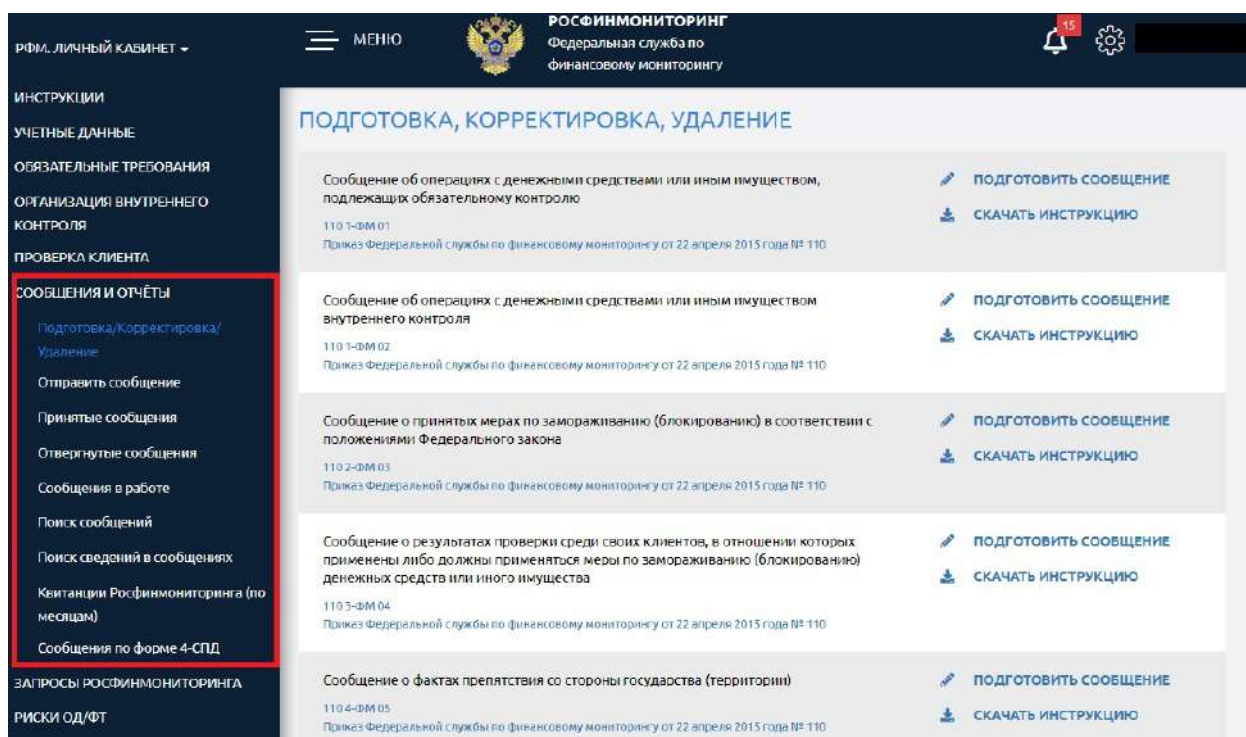 РФМ. ЛИЧНЫЙ КАБИНЕТ
МЕНЮ
РОСФИНМОНИТОРИНГ
Федеральная служба по
финансовому мониторингу
15
ИНСТРУКЦИИ
УЧЕТНЫЕ ДАННЫЕ
ОБЯЗАТЕЛЬНЫЕ ТРЕБОВАНИЯ
ОРГАНИЗАЦИЯ ВНУТРЕННЕГО
КОНТРОЛЯ
ПРОВЕРКА КЛИЕНТА
СООБЩЕНИЯ И ОТЧЁТЫ
Подготовка/Корректировка/
Удаление
Отправить сообщение
Принятые сообщения
Отвергнутые сообщения
Сообщения в работе
Поиск сообщений
Поиск сведений в сообщениях
Квитанции Росфинмониторинга (по
месяцам)
Сообщения по форме 4-СПД
ЗАПРОСЫ РОСФИНМОНИТОРИНГА
РИСКИ ОД/ФТ
ПОДГОТОВКА, КОРРЕКТИРОВКА, УДАЛЕНИЕ
Сообщение об операциях с денежными средствами или иным имуществом,
подлежащих обязательному контролю
110 1-ФМ 01
Приказ Федеральной службы по финансовому мониторингу от 22 апреля 2015 года № 110
ПОДГОТОВИТЬ СООБЩЕНИЕ
СКАЧАТЬ ИНСТРУКЦИЮ
Сообщение об операциях с денежными средствами или иным имуществом
внутреннего контроля
110 1-ФМ 02
Приказ Федеральной службы по финансовому мониторингу от 22 апреля 2015 года № 110
ПОДГОТОВИТЬ СООБЩЕНИЕ
СКАЧАТЬ ИНСТРУКЦИЮ
Сообщение о принятых мерах по замораживанию (блокированию) в соответствии с
положениями Федерального закона
110 2-ФМ 03
Приказ Федеральной службы по финансовому мониторингу от 22 апреля 2015 года № 110
ПОДГОТОВИТЬ СООБЩЕНИЕ
СКАЧАТЬ ИНСТРУКЦИЮ
Сообщение о результатах проверки среди своих клиентов, в отношении которых
применены либо должны применяться меры по замораживанию (блокированию)
денежных средств или иного имущества
110 3-ФМ 04
Приказ Федеральной службы по финансовому мониторингу от 22 апреля 2015 года № 110
ПОДГОТОВИТЬ СООБЩЕНИЕ
СКАЧАТЬ ИНСТРУКЦИЮ
Сообщение о фактах препятствия со стороны государства (территории)
110 4-ФМ 05
Приказ Федеральной службы по финансовому мониторингу от 22 апреля 2015 года № 110
ПОДГОТОВИТЬ СООБЩЕНИЕ
СКАЧАТЬ ИНСТРУКЦИЮ